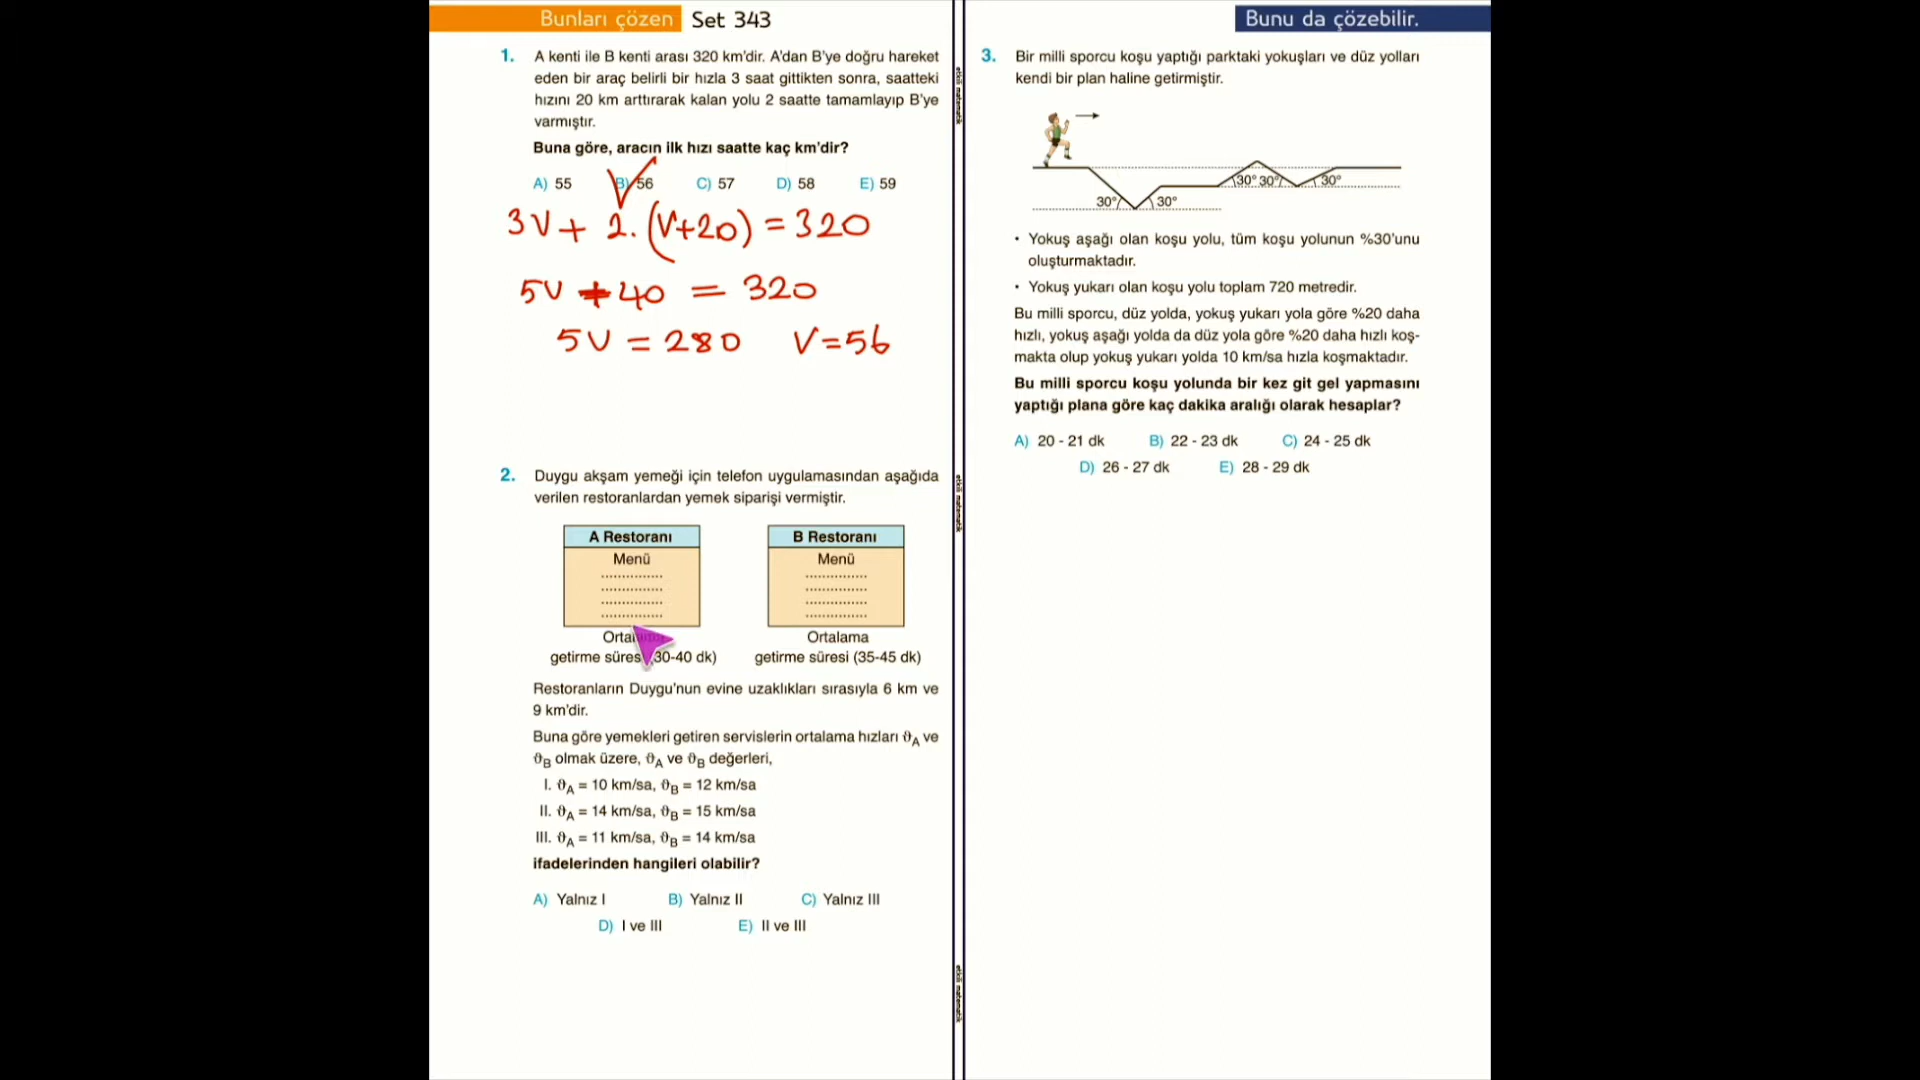 Bunları çözen Set 343
1. A kenti ile B kenti arası 320 km'dir. A'dan B'ye doğru hareket
eden bir araç belirli bir hızla 3 saat gittikten sonra, saatteki
hızını 20 km arttırarak kalan yolu 2 saatte tamamlayıp B'ye
varmıştır.
Buna göre, aracın ilk hızı saatte kaç km'dir?
A) 55 B) 56 C) 57 D) 58 E) 59
3V + 2. (V+20) = 320
5V + 40 = 320
5V = 280 V=56
2. Duygu akşam yemeği için telefon uygulamasından aşağıda
verilen restoranlardan yemek siparişi vermiştir.
A Restoranı B Restoranı
Menü Menü
Ortalama
getirme süresi (30-40 dk) getirme süresi (35-45 dk)
Restoranların Duygu'nun evine uzaklıkları sırasıyla 6 km ve
9 km'dir.
Buna göre yemekleri getiren servislerin ortalama hızları ϑA ve
ϑB olmak üzere, ϑA ve ϑB değerleri,
I. ϑA = 10 km/sa, ϑB = 12 km/sa
II. ϑA = 14 km/sa, ϑB = 15 km/sa
III. ϑA = 11 km/sa, ϑB = 14 km/sa
ifadelerinden hangileri olabilir?
A) Yalnız I B) Yalnız II C) Yalnız III
D) I ve III E) II ve III
etkili matematik
etkili matematik
etkili matematik
Bunu da çözebilir.
3. Bir milli sporcu koşu yaptığı parktaki yokuşları ve düz yolları
kendi bir plan haline getirmiştir.
30° 30° 30°
30° 30°
• Yokuş aşağı olan koşu yolu, tüm koşu yolunun %30'unu
oluşturmaktadır.
• Yokuş yukarı olan koşu yolu toplam 720 metredir.
Bu milli sporcu, düz yolda, yokuş yukarı yola göre %20 daha
hızlı, yokuş aşağı yolda da düz yola göre %20 daha hızlı koş-
makta olup yokuş yukarı yolda 10 km/sa hızla koşmaktadır.
Bu milli sporcu koşu yolunda bir kez git gel yapmasını
yaptığı plana göre kaç dakika aralığı olarak hesaplar?
A) 20 - 21 dk B) 22 - 23 dk C) 24 - 25 dk
D) 26 - 27 dk E) 28 - 29 dk